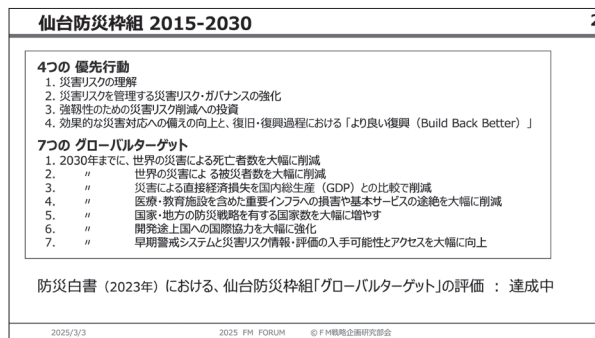 仙台防災枠組 2015-2030
2
4つの 優先行動
1. 災害リスクの理解
2. 災害リスクを管理する災害リスク・ガバナンスの強化
3. 強靭性のための災害リスク削減への投資
4. 効果的な災害対応への備えの向上と、復旧・復興過程における「より良い復興（Build Back Better）」
7つの グローバルターゲット
1. 2030年までに、世界の災害による死亡者数を大幅に削減
2. 〃 世界の災害によ る被災者数を大幅に削減
3. 〃 災害による直接経済損失を国内総生産（GDP）との比較で削減
4. 〃 医療・教育施設を含めた重要インフラへの損害や基本サービスの途絶を大幅に削減
5. 〃 国家・地方の防災戦略を有する国家数を大幅に増やす
6. 〃 開発途上国への国際協力を大幅に強化
7. 〃 早期警戒システムと災害リスク情報・評価の入手可能性とアクセスを大幅に向上
防災白書（2023年）における、仙台防災枠組「グローバルターゲット」の評価 ： 達成中
2025/3/3 2025 FM FORUM ©FM戦略企画研究部会